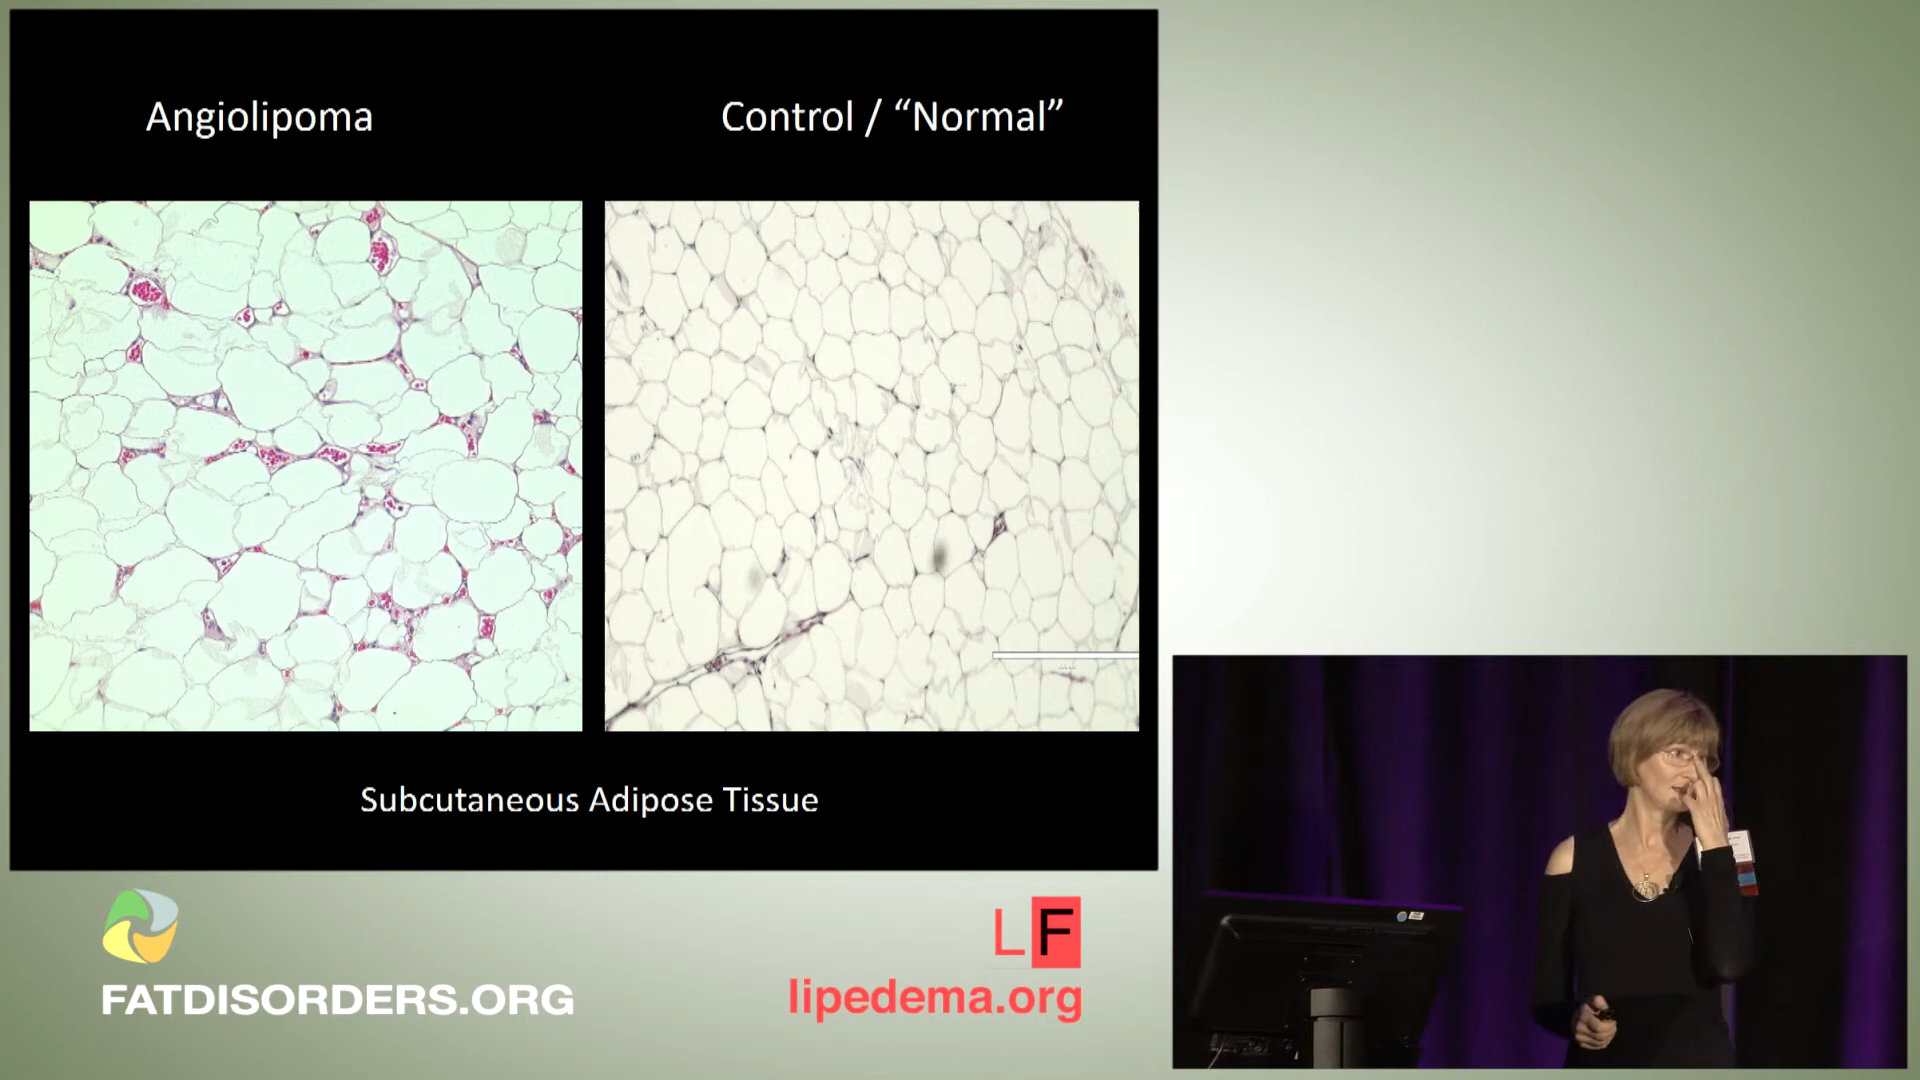 Angiolipoma
Control / “Normal”
Subcutaneous Adipose Tissue
LF
FATDISORDERS.ORG
lipedema.org